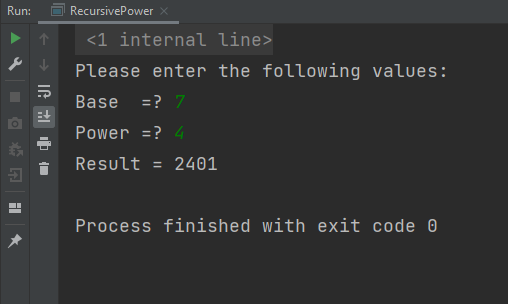 Run: RecursivePower
<1 internal line>
Please enter the following values:
Base  =? 7
Power =? 4
Result = 2401
Process finished with exit code 0